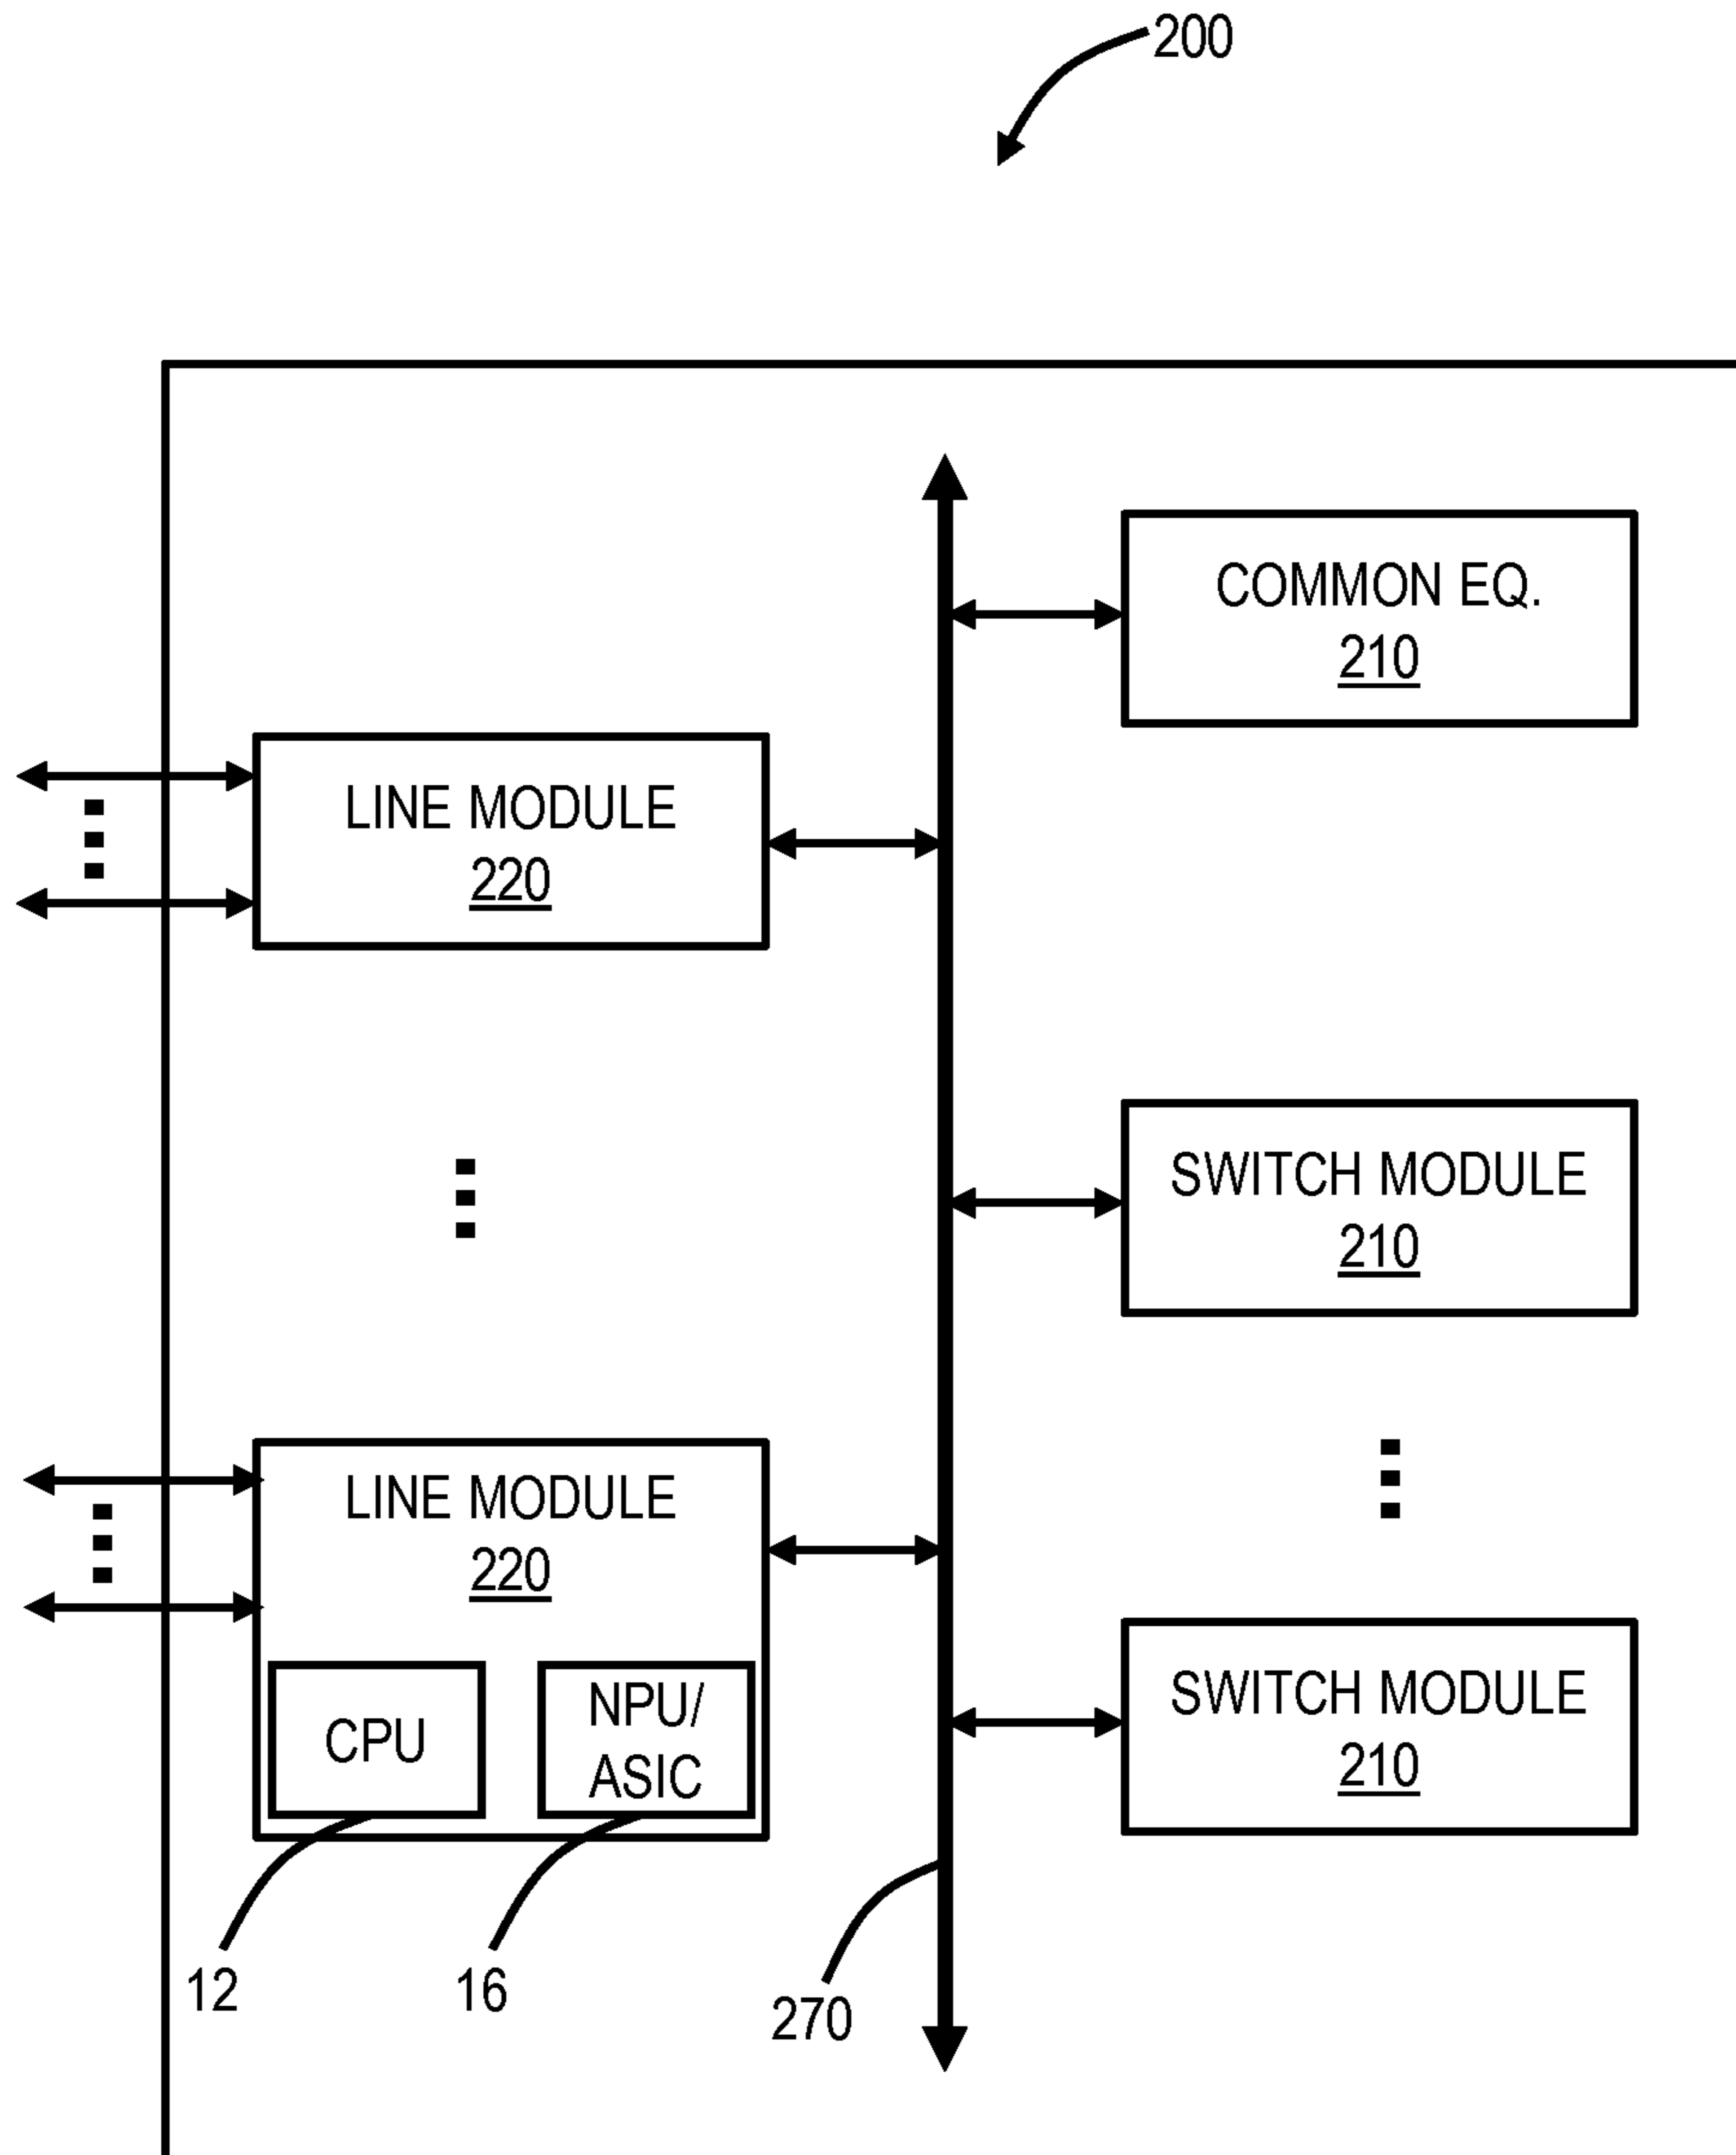 200
COMMON EQ.
210
LINE MODULE
220
SWITCH MODULE
210
LINE MODULE
220
CPU
NPU/
ASIC
SWITCH MODULE
210
12
16
270